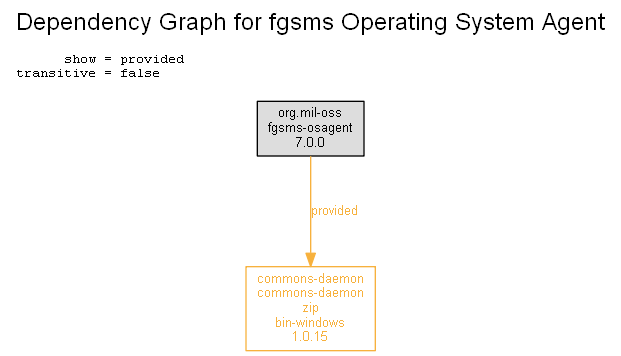 Dependency Graph for fgsms Operating System Agent
show = provided
transitive = false
org.mil-oss
fgsms-osagent
7.0.0
provided
commons-daemon
commons-daemon
zip
bin-windows
1.0.15